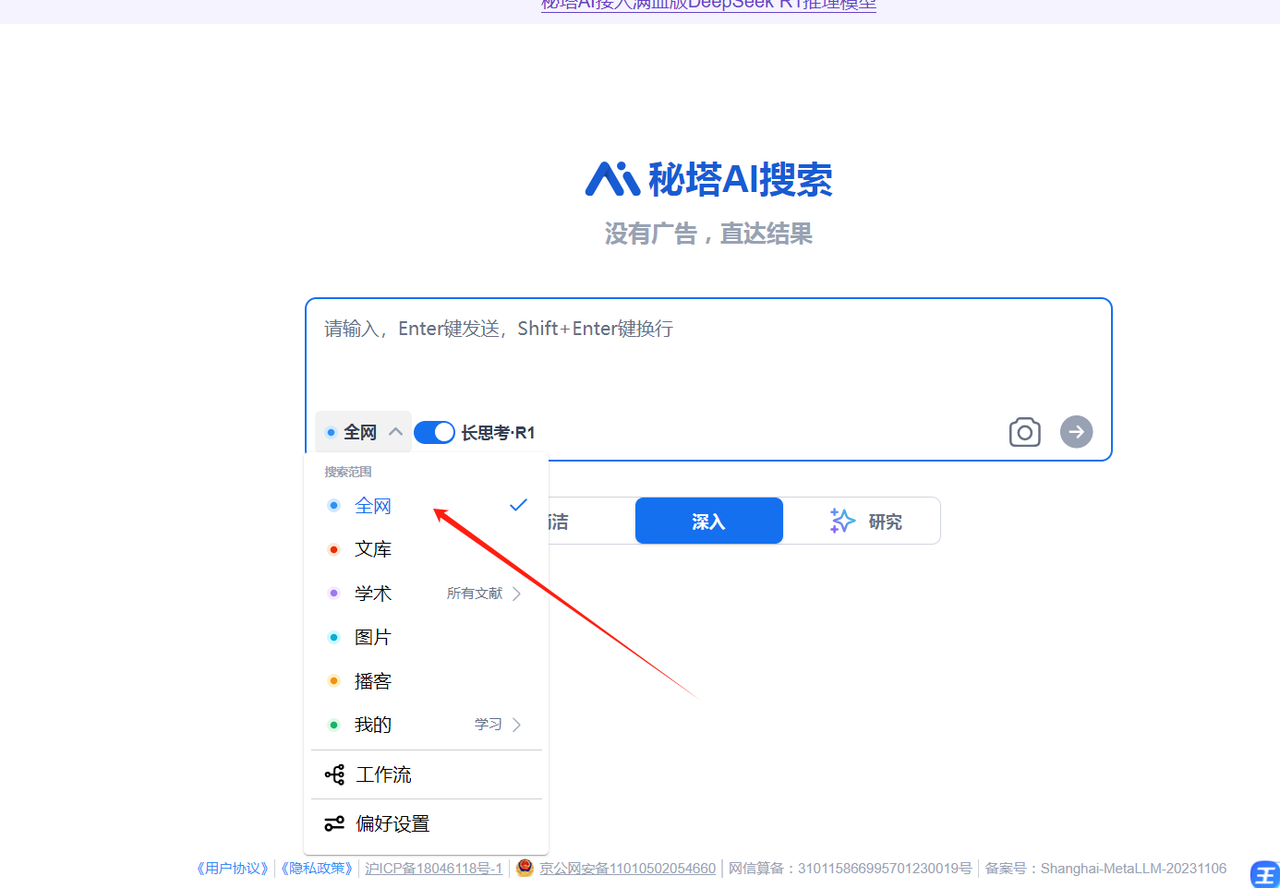 秘塔AI接入满血版DeepSeek R1推理模型
秘塔AI搜索
没有广告，直达结果
请输入，Enter键发送，Shift+Enter键换行
全网
长思考·R1
搜索范围
全网
文库
学术 所有文献
图片
播客
我的 学习
工作流
偏好设置
洁 深入 研究
《用户协议》 《隐私政策》 沪ICP备18046118号-1 京公网安备11010502054660 网信算备：310115866995701230019号 备案号：Shanghai-MetaLLM-20231106
王